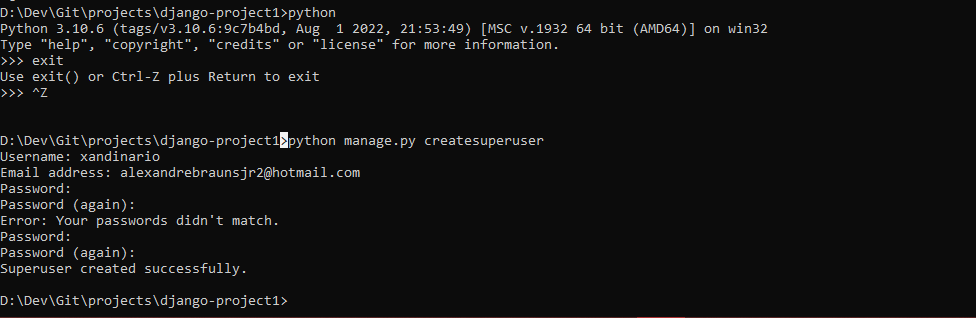 D:\Dev\Git\projects\django-project1>python
Python 3.10.6 (tags/v3.10.6:9c7b4bd, Aug  1 2022, 21:53:49) [MSC v.1932 64 bit (AMD64)] on win32
Type "help", "copyright", "credits" or "license" for more information.
>>> exit
Use exit() or Ctrl-Z plus Return to exit
>>> ^Z
D:\Dev\Git\projects\django-project1>python manage.py createsuperuser
Username: xandinario
Email address: alexandrebraunsjr2@hotmail.com
Password:
Password (again):
Error: Your passwords didn't match.
Password:
Password (again):
Superuser created successfully.
D:\Dev\Git\projects\django-project1>